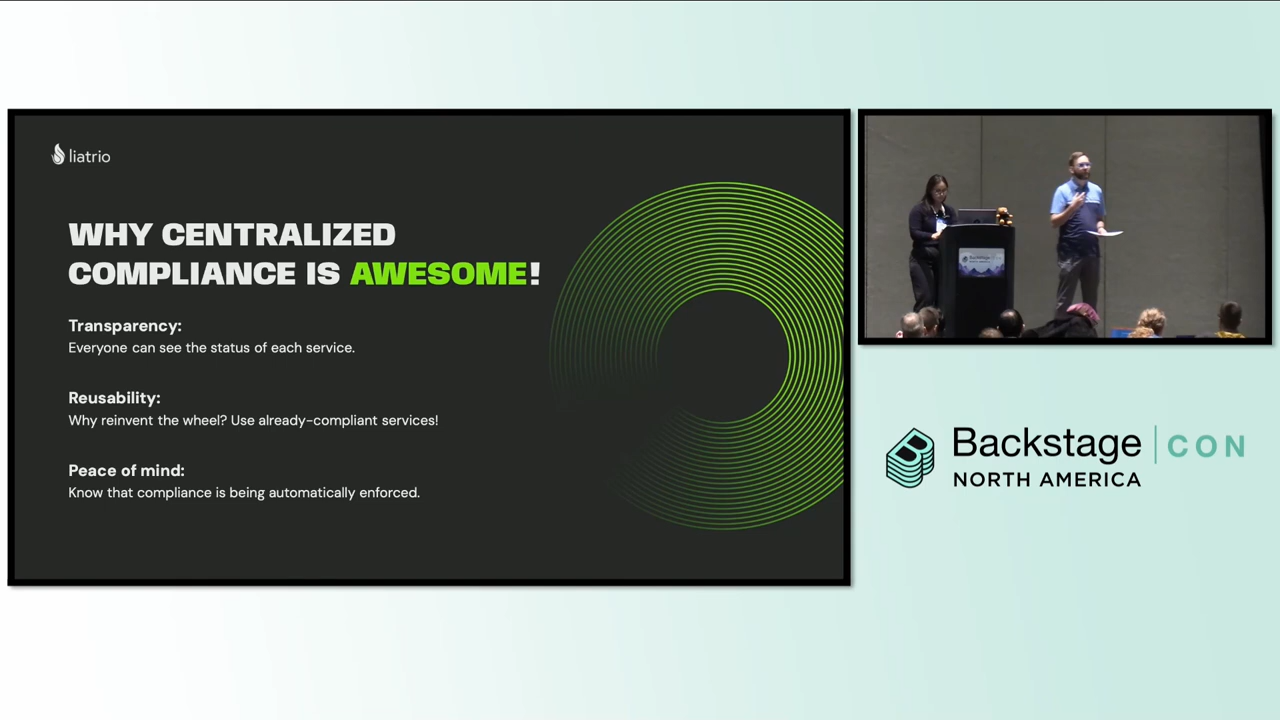 liatrio
WHY CENTRALIZED
COMPLIANCE IS AWESOME!
Transparency:
Everyone can see the status of each service.
Reusability:
Why reinvent the wheel? Use already-compliant services!
Peace of mind:
Know that compliance is being automatically enforced.
Backstage
Backstage | CON
NORTH AMERICA